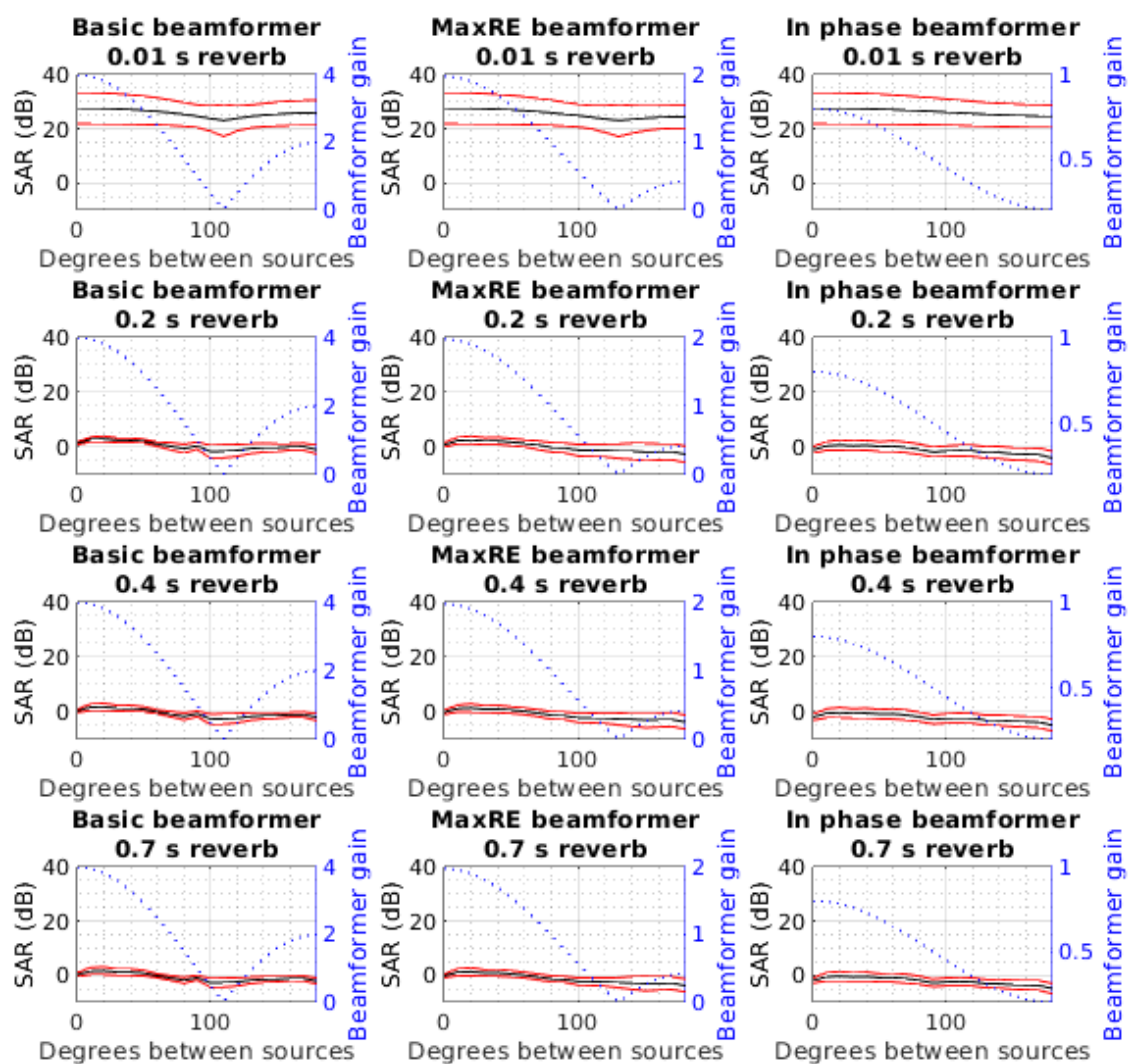 Basic beamformer
0.01 s reverb
SAR (dB)
40
20
0
4
2
0
Beamformer gain
0
100
Degrees between sources
MaxRE beamformer
0.01 s reverb
SAR (dB)
40
20
0
2
1
0
Beamformer gain
0
100
Degrees between sources
In phase beamformer
0.01 s reverb
SAR (dB)
40
20
0
1
0.5
Beamformer gain
0
100
Degrees between sources
Basic beamformer
0.2 s reverb
SAR (dB)
40
20
0
4
2
0
Beamformer gain
0
100
Degrees between sources
MaxRE beamformer
0.2 s reverb
SAR (dB)
40
20
0
2
1
0
Beamformer gain
0
100
Degrees between sources
In phase beamformer
0.2 s reverb
SAR (dB)
40
20
0
1
0.5
Beamformer gain
0
100
Degrees between sources
Basic beamformer
0.4 s reverb
SAR (dB)
40
20
0
4
2
0
Beamformer gain
0
100
Degrees between sources
MaxRE beamformer
0.4 s reverb
SAR (dB)
40
20
0
2
1
0
Beamformer gain
0
100
Degrees between sources
In phase beamformer
0.4 s reverb
SAR (dB)
40
20
0
1
0.5
Beamformer gain
0
100
Degrees between sources
Basic beamformer
0.7 s reverb
SAR (dB)
40
20
0
4
2
0
Beamformer gain
0
100
Degrees between sources
MaxRE beamformer
0.7 s reverb
SAR (dB)
40
20
0
2
1
0
Beamformer gain
0
100
Degrees between sources
In phase beamformer
0.7 s reverb
SAR (dB)
40
20
0
1
0.5
Beamformer gain
0
100
Degrees between sources